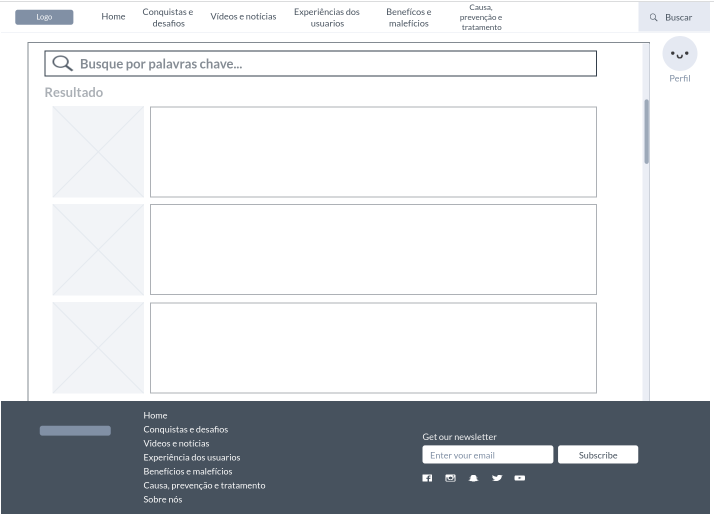 Logo
Home
Conquistas e
desafios
Vídeos e notícias
Experiências dos
usuarios
Benefícos e
malefícios
Causa,
prevenção e
tratamento
Buscar
Perfil
Busque por palavras chave...
Resultado
Home
Conquistas e desafios
Vídeos e notícias
Experiência dos usuarios
Benefícios e malefícios
Causa, prevenção e tratamento
Sobre nós
Get our newsletter
Enter your email
Subscribe